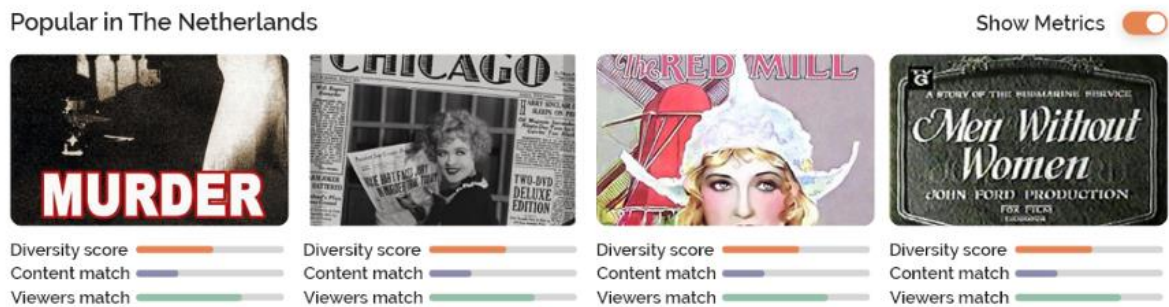 Popular in The Netherlands
Show Metrics
MURDER
CHICAGO
TWO-DVD
DELUXE
EDITION
The RED MILL
A STORY OF THE SUBMARINE SERVICE
Men Without
Women
JOHN FORD PRODUCTION
FOX FILM
Diversity score
Content match
Viewers match
Diversity score
Content match
Viewers match
Diversity score
Content match
Viewers match
Diversity score
Content match
Viewers match